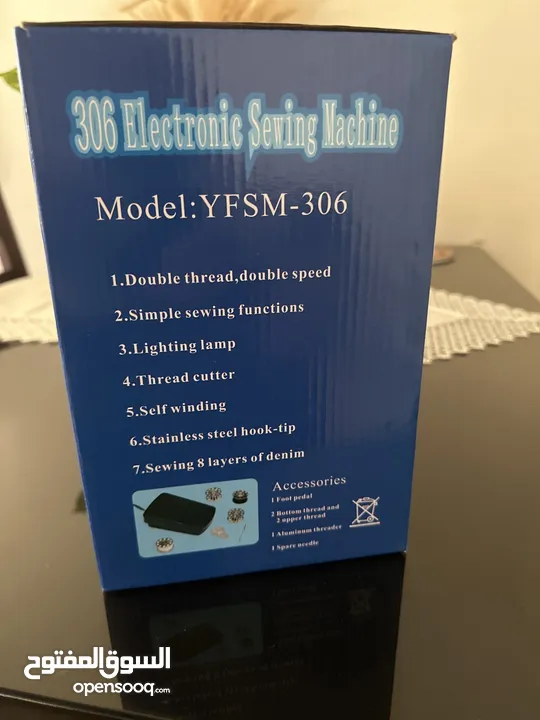 306 Electronic Sewing Machine
Model:YFSM-306
1.Double thread,double speed
2.Simple sewing functions
3.Lighting lamp
4.Thread cutter
5.Self winding
6.Stainless steel hook-tip
7.Sewing 8 layers of denim
Accessories
1 Foot pedal
2 Bottom thread and
2 upper thread
1 Aluminum threader
1 Spare needle
السوق المفتوح
opensooq.com